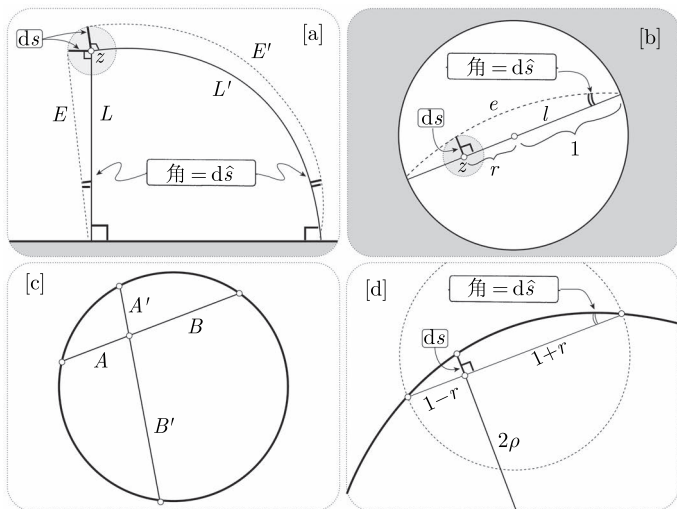 [a]
ds
z
E′
L′
E
L
角 = dŝ
[b]
角 = dŝ
ds
e
l
z
r
1
[c]
A′
B
A
B′
[d]
角 = dŝ
ds
1+r
1−r
2ρ